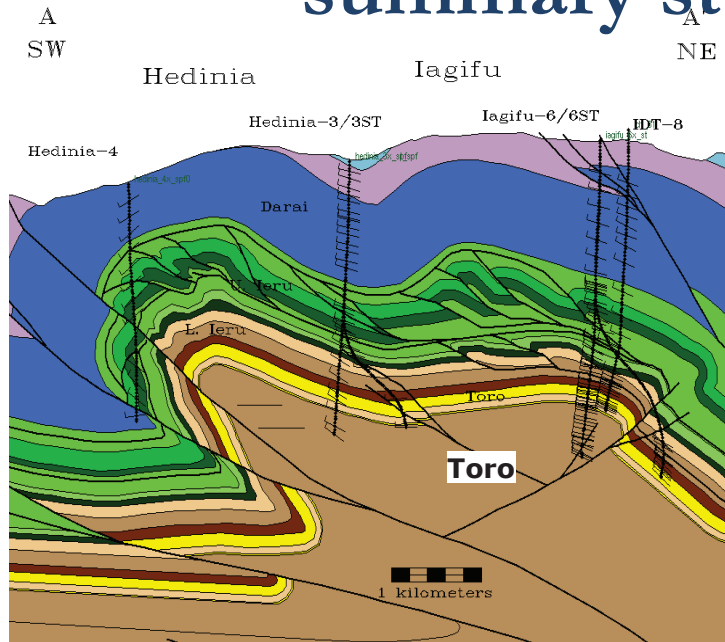 summary st
A
SW
A
NE
Hedinia
Iagifu
Hedinia-4
Hedinia-3/3ST
Iagifu-6/6ST
IDT-8
Darai
U. Ieru
L. Ieru
Toro
Toro
1 kilometers